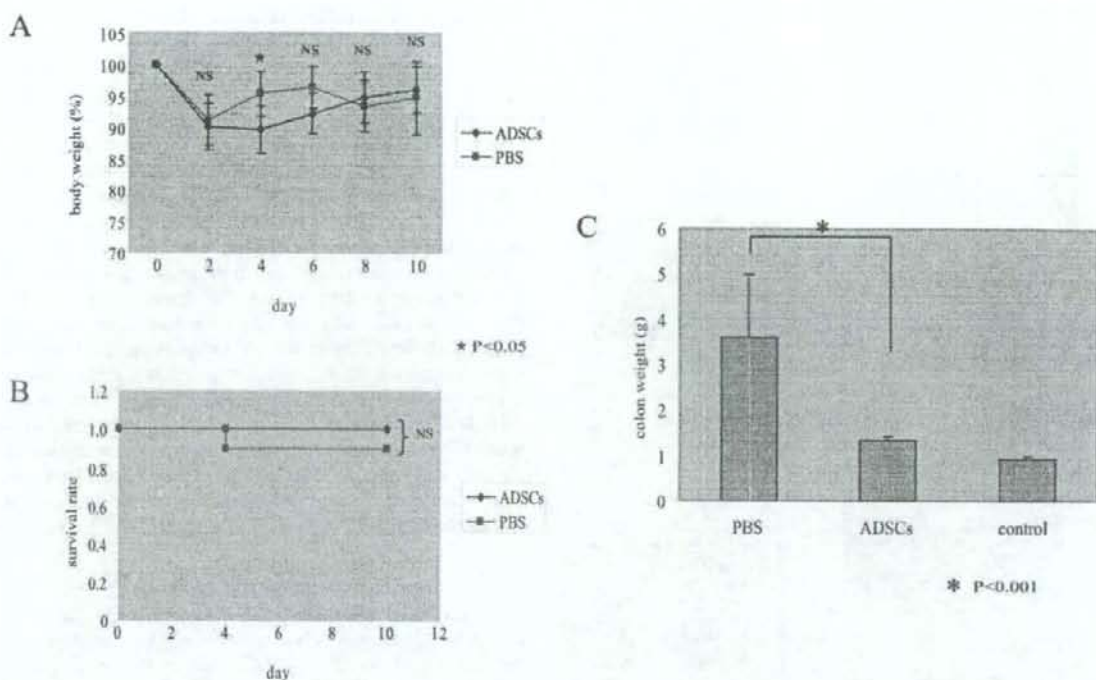 A
105
100
95
90
85
80
75
70
body weight (%)
NS
★
NS
NS
NS
0 2 4 6 8 10
day
ADSCs
PBS
★ P<0.05
B
1.2
1.0
0.8
0.6
0.4
0.2
0
survival rate
NS
0 2 4 6 8 10 12
day
ADSCs
PBS
C
6
5
4
3
2
1
0
colon weight (g)
*
PBS ADSCs control
* P<0.001